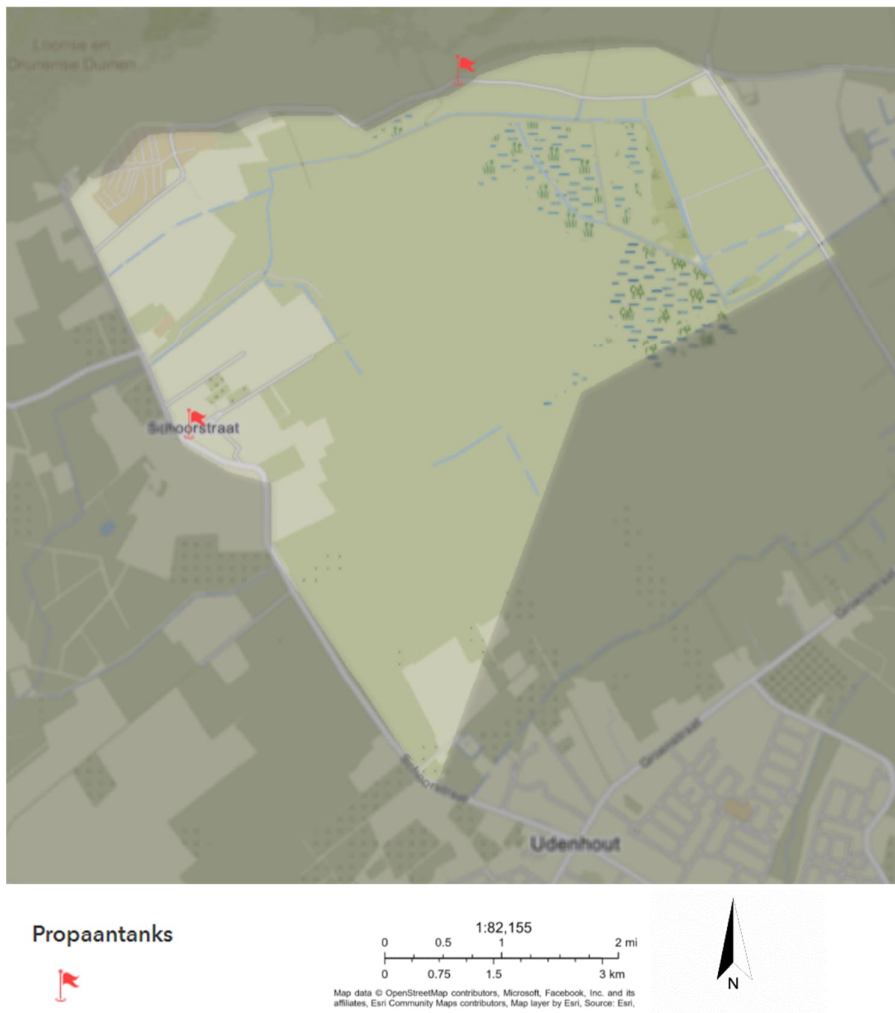 Loonse en
Drunense Duinen
Schoorstraat
Schoorstraat
Groenstraat
Groenstraat
Udenhout
Propaantanks
1:82,155
0 0.5 1 2 mi
0 0.75 1.5 3 km
Map data © OpenStreetMap contributors, Microsoft, Facebook, Inc. and its
affiliates, Esri Community Maps contributors, Map layer by Esri, Source: Esri,
N